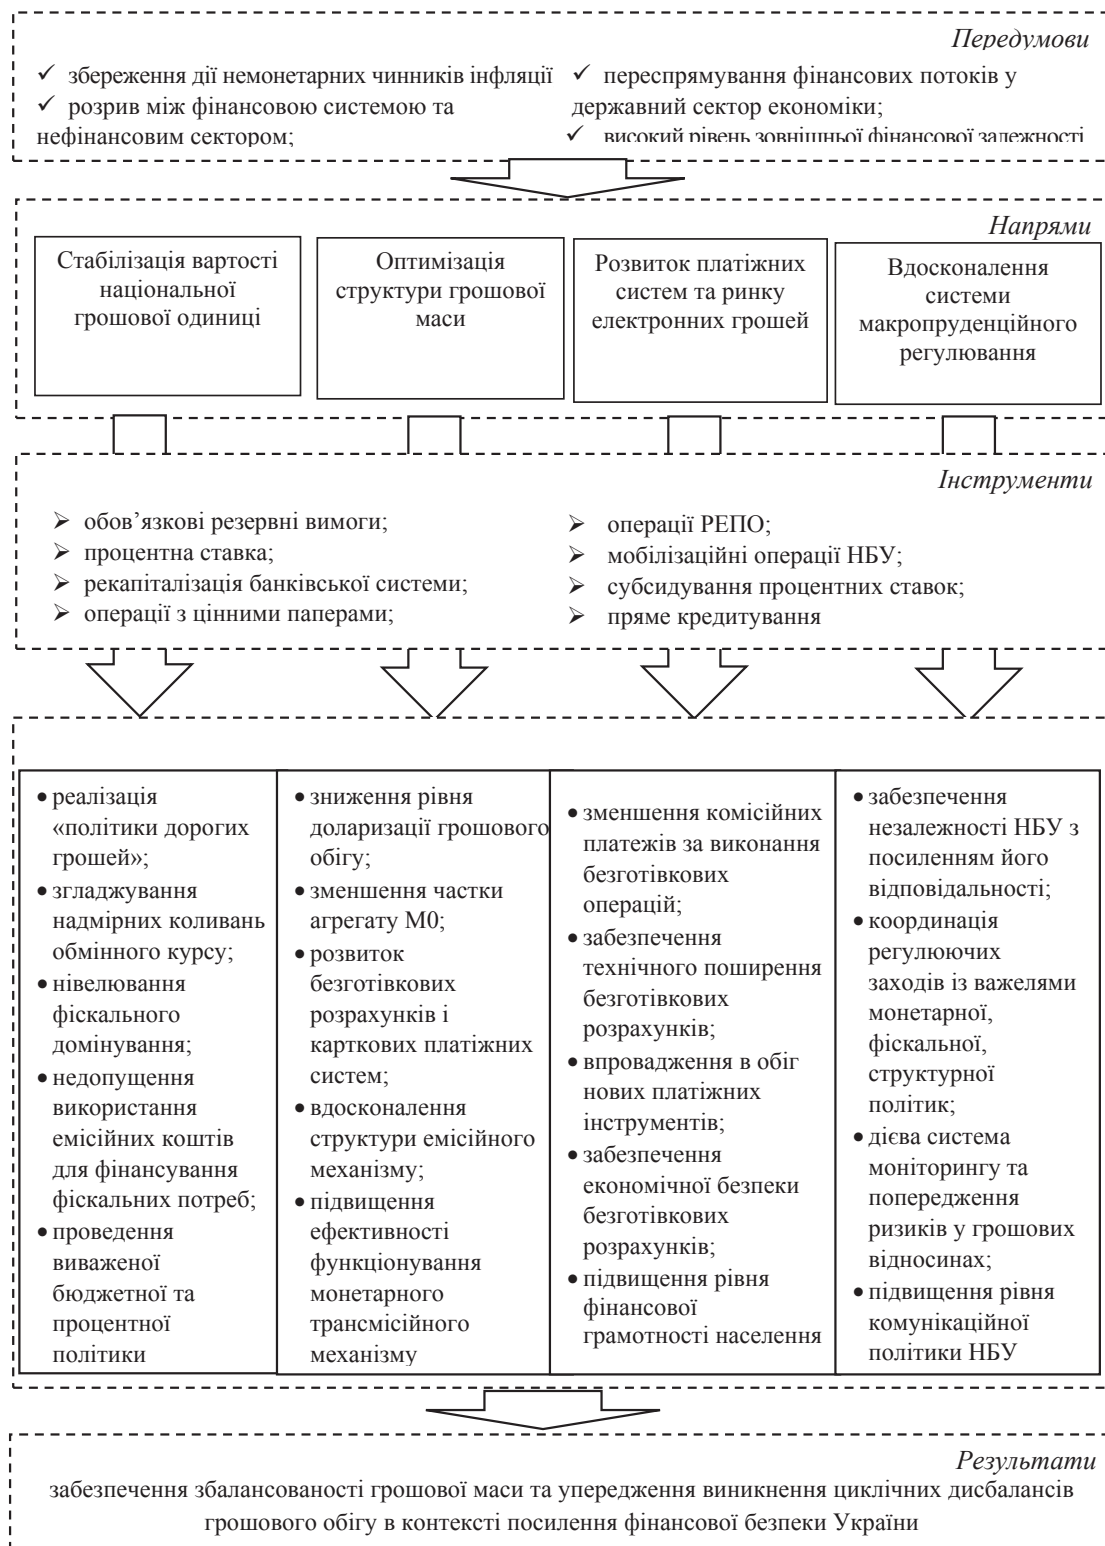 Передумови
✓ збереження дії немонетарних чинників інфляції
✓ розрив між фінансовою системою та
нефінансовим сектором;
✓ переспрямування фінансових потоків у
державний сектор економіки;
✓ високий рівень зовнішньої фінансової залежності
Напрями
Стабілізація вартості
національної
грошової одиниці
Оптимізація
структури грошової
маси
Розвиток платіжних
систем та ринку
електронних грошей
Вдосконалення
системи
макропруденційного
регулювання
Інструменти
➢ обов’язкові резервні вимоги;
➢ процентна ставка;
➢ рекапіталізація банківської системи;
➢ операції з цінними паперами;
➢ операції РЕПО;
➢ мобілізаційні операції НБУ;
➢ субсидування процентних ставок;
➢ пряме кредитування
• реалізація
«політики дорогих
грошей»;
• згладжування
надмірних коливань
обмінного курсу;
• нівелювання
фіскального
домінування;
• недопущення
використання
емісійних коштів
для фінансування
фіскальних потреб;
• проведення
виваженої
бюджетної та
процентної
політики
• зниження рівня
доларизації грошового
обігу;
• зменшення частки
агрегату М0;
• розвиток
безготівкових
розрахунків і
карткових платіжних
систем;
• вдосконалення
структури емісійного
механізму;
• підвищення
ефективності
функціонування
монетарного
трансмісійного
механізму
• зменшення комісійних
платежів за виконання
безготівкових
операцій;
• забезпечення
технічного поширення
безготівкових
розрахунків;
• впровадження в обіг
нових платіжних
інструментів;
• забезпечення
економічної безпеки
безготівкових
розрахунків;
• підвищення рівня
фінансової
грамотності населення
• забезпечення
незалежності НБУ з
посиленням його
відповідальності;
• координація
регулюючих
заходів із важелями
монетарної,
фіскальної,
структурної
політик;
• дієва система
моніторингу та
попередження
ризиків у грошових
відносинах;
• підвищення рівня
комунікаційної
політики НБУ
Результати
забезпечення збалансованості грошової маси та упередження виникнення циклічних дисбалансів
грошового обігу в контексті посилення фінансової безпеки України